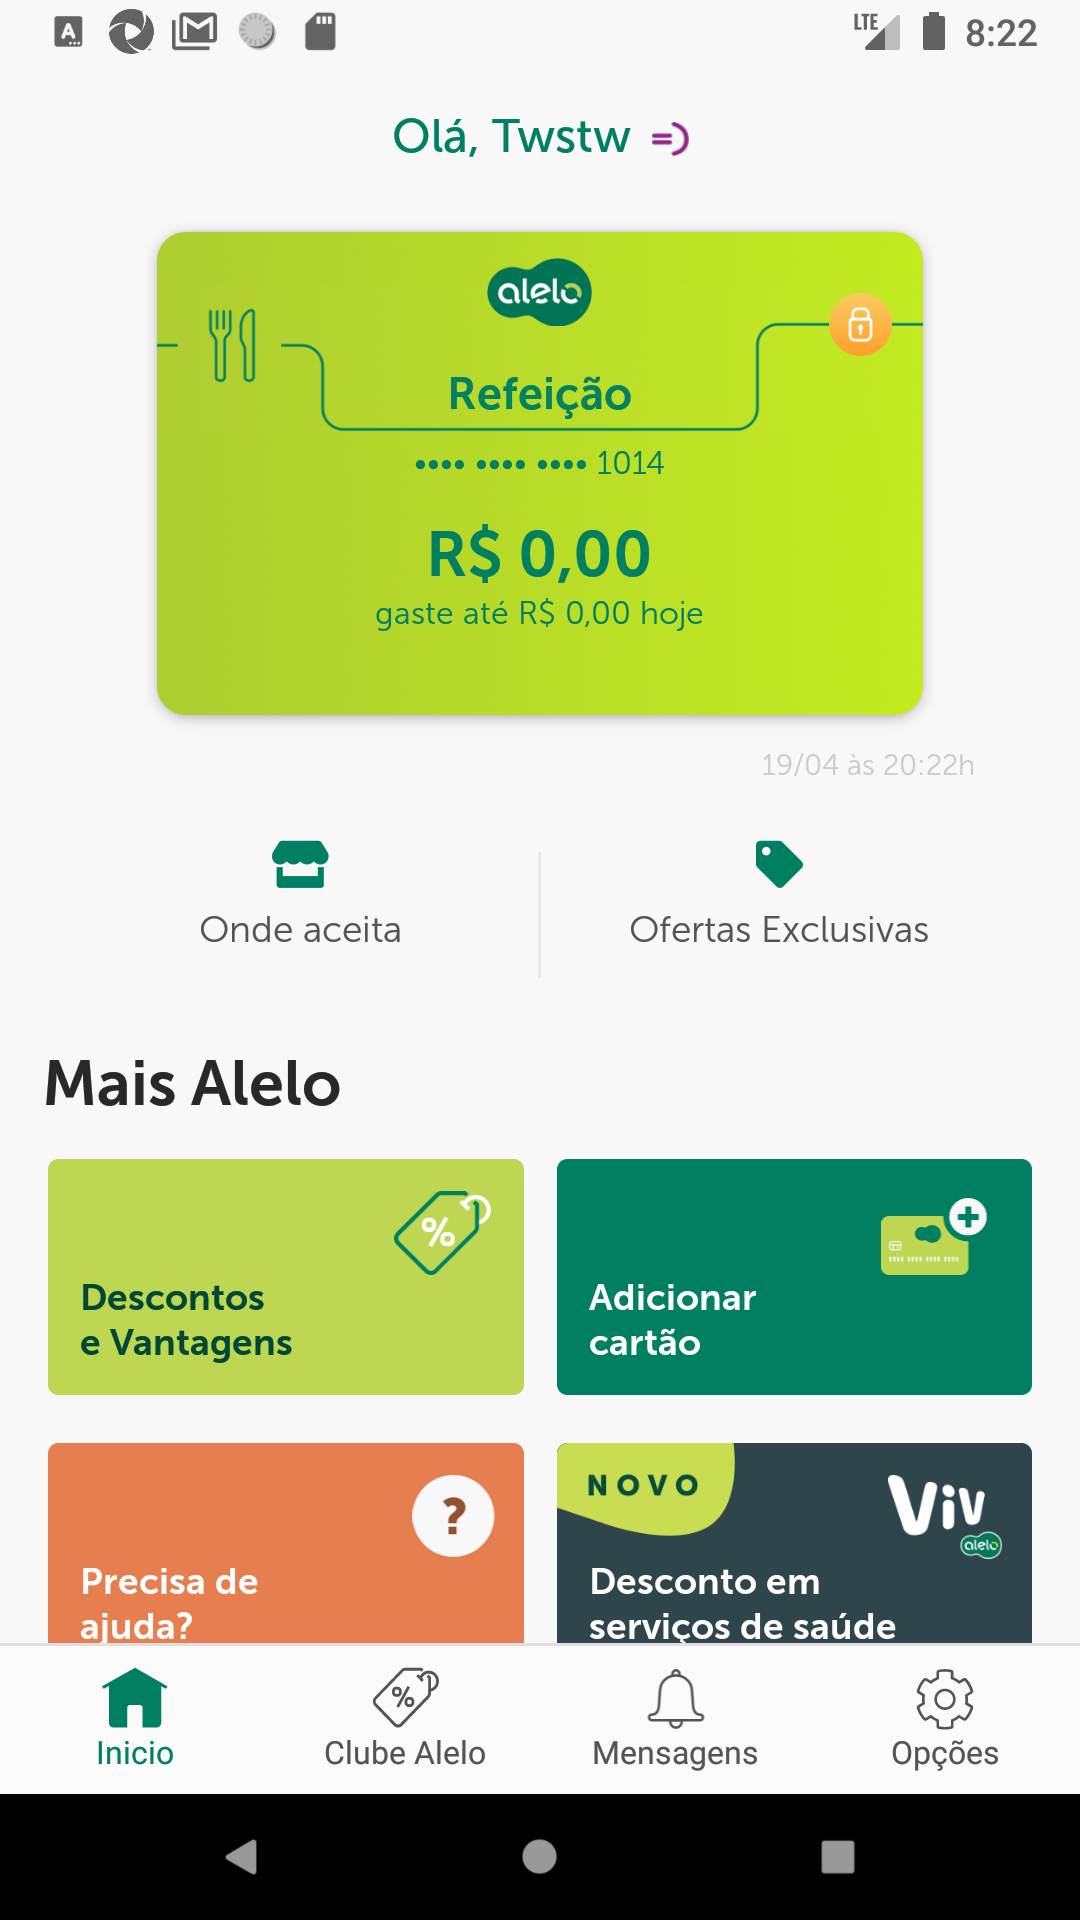 LTE 8:22
Olá, Twstw
alelo
Refeição
•••• •••• •••• 1014
R$ 0,00
gaste até R$ 0,00 hoje
19/04 às 20:22h
Onde aceita
Ofertas Exclusivas
Mais Alelo
Descontos
e Vantagens
Adicionar
cartão
Precisa de
ajuda?
NOVO
Viv
alelo
Desconto em
serviços de saúde
Inicio
Clube Alelo
Mensagens
Opções